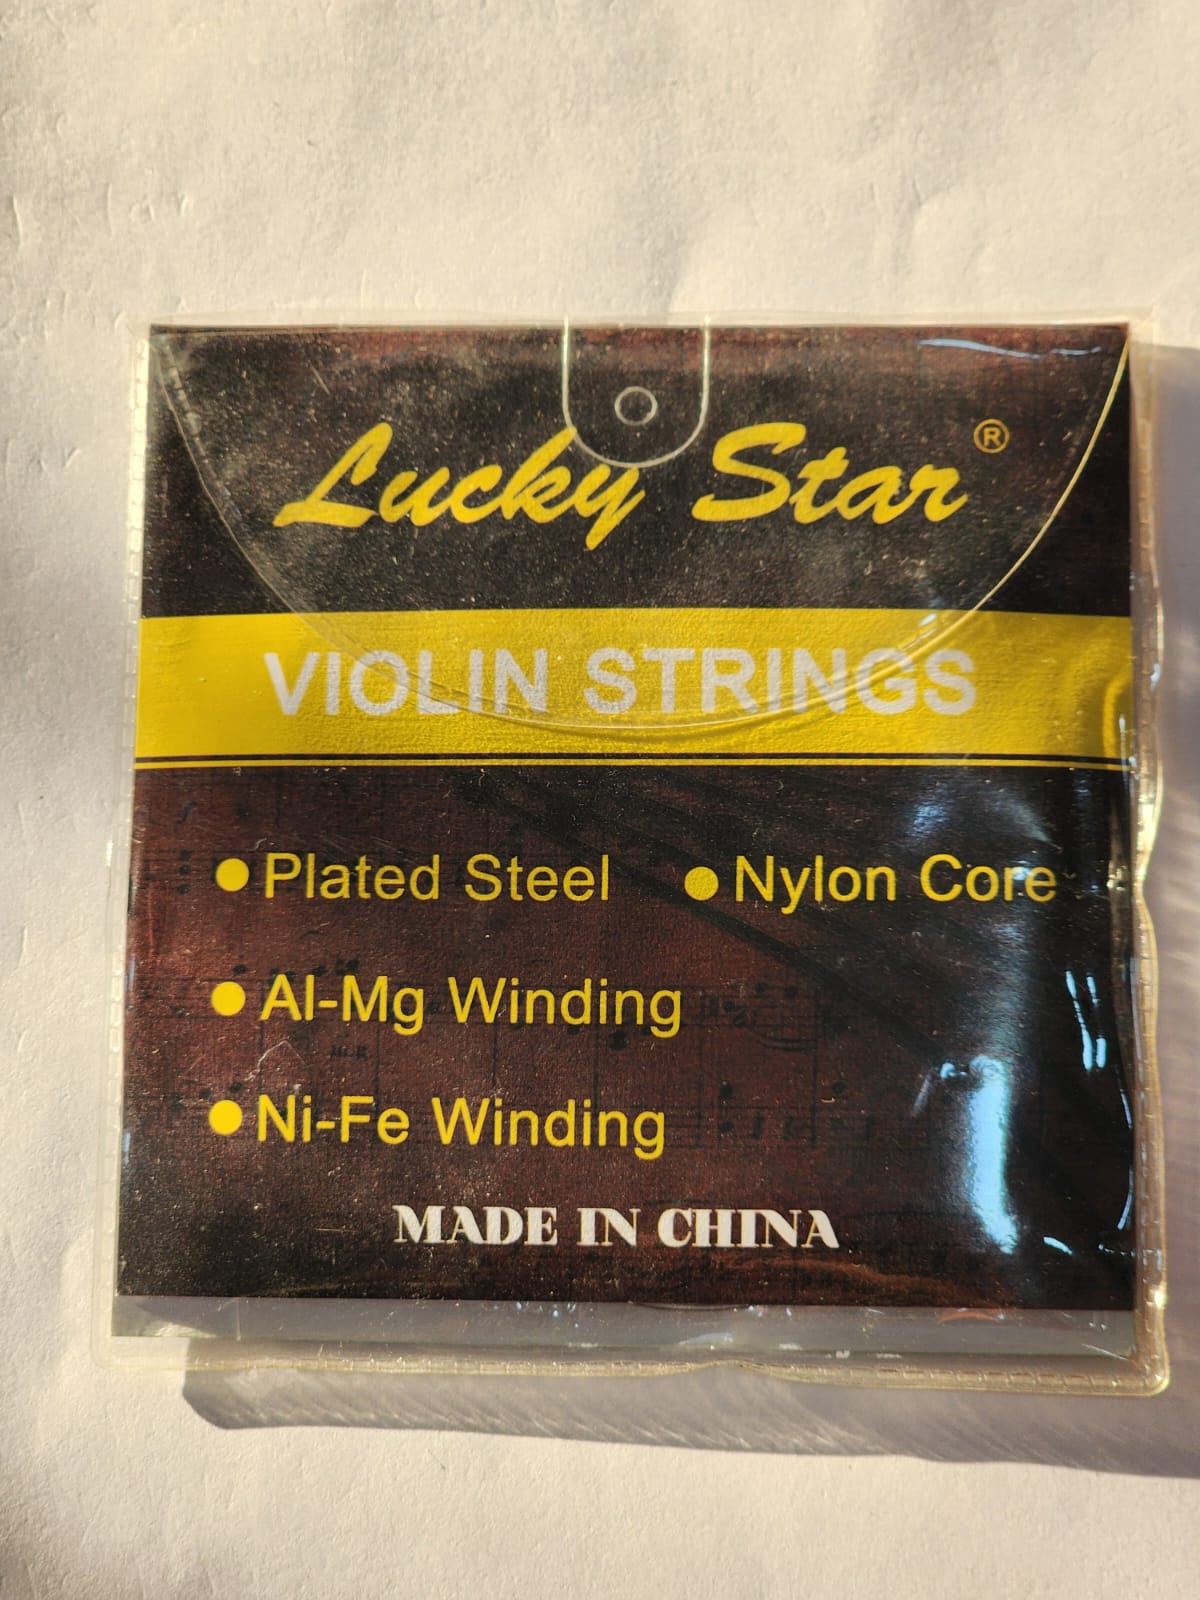 Lucky Star ®
VIOLIN STRINGS
● Plated Steel ● Nylon Core
● Al-Mg Winding
● Ni-Fe Winding
MADE IN CHINA